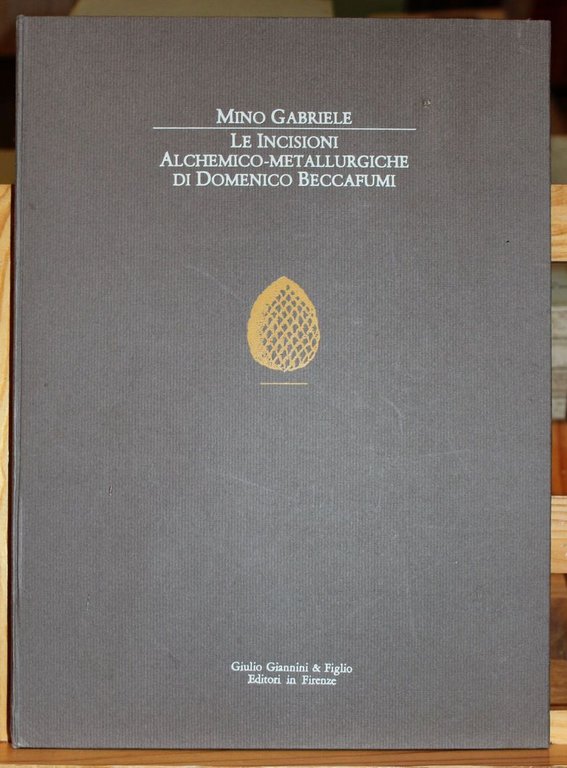 MINO GABRIELE
LE INCISIONI
ALCHEMICO-METALLURGICHE
DI DOMENICO BECCAFUMI
Giulio Giannini & Figlio
Editori in Firenze